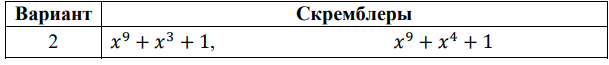 Вариант Скремблеры
2 𝑥⁹ + 𝑥³ + 1, 𝑥⁹ + 𝑥⁴ + 1